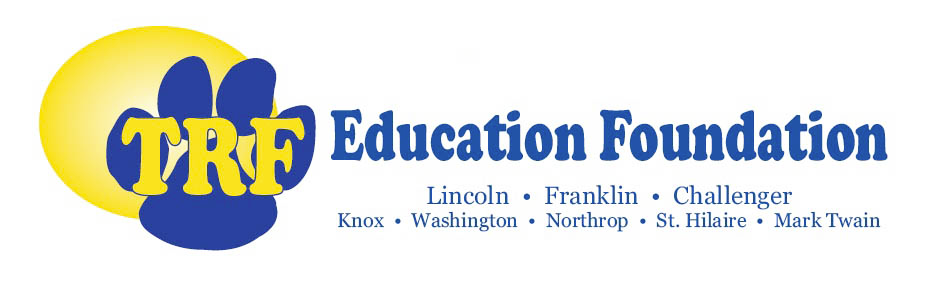 TRF Education Foundation
Lincoln • Franklin • Challenger
Knox • Washington • Northrop • St. Hilaire • Mark Twain